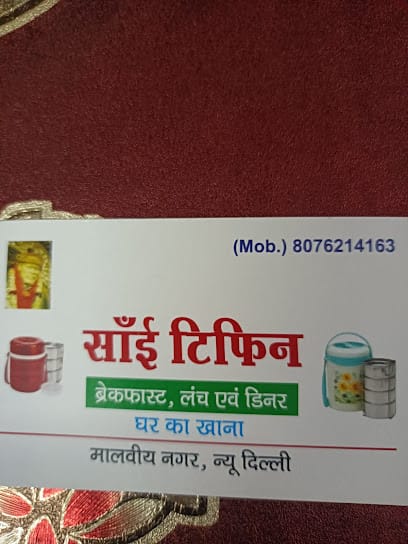 (Mob.) 8076214163
साँई टिफिन
ब्रेकफास्ट, लंच एवं डिनर
घर का खाना
मालवीय नगर, न्यू दिल्ली